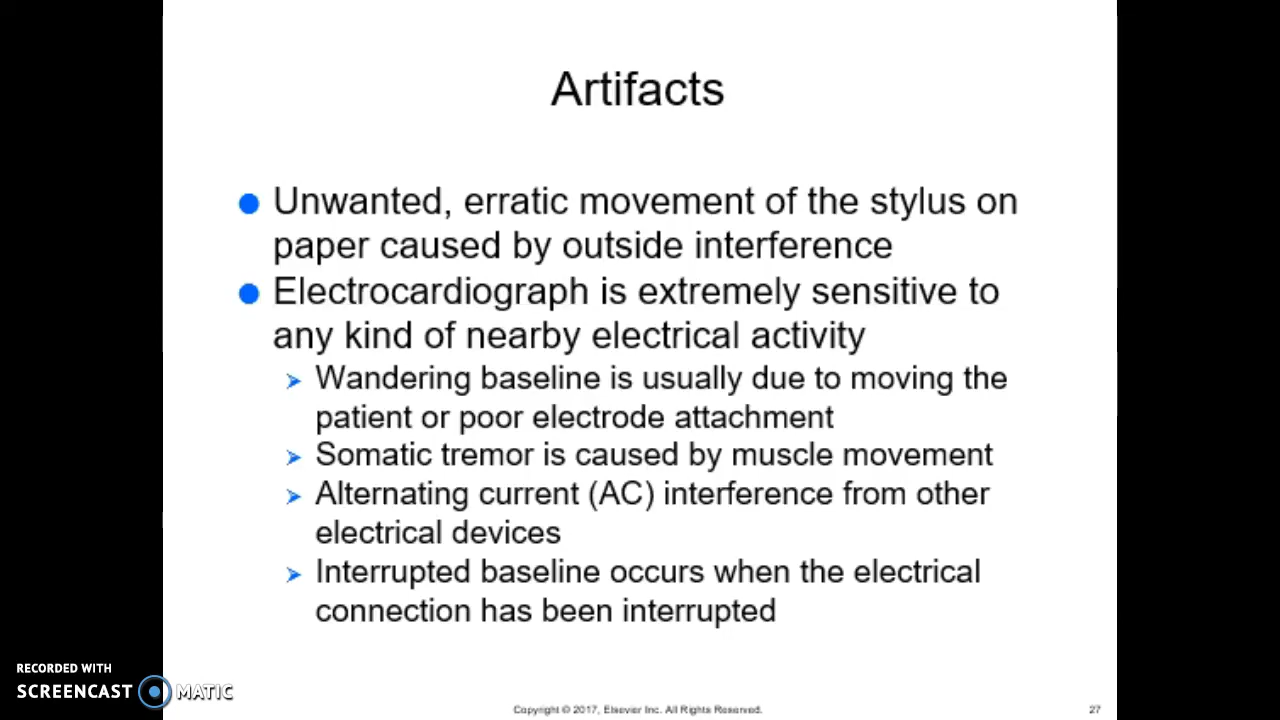 Artifacts
Unwanted, erratic movement of the stylus on
paper caused by outside interference
Electrocardiograph is extremely sensitive to
any kind of nearby electrical activity
Wandering baseline is usually due to moving the
patient or poor electrode attachment
Somatic tremor is caused by muscle movement
Alternating current (AC) interference from other
electrical devices
Interrupted baseline occurs when the electrical
connection has been interrupted
RECORDED WITH
SCREENCAST MATIC
Copyright © 2017, Elsevier Inc. All Rights Reserved.
27